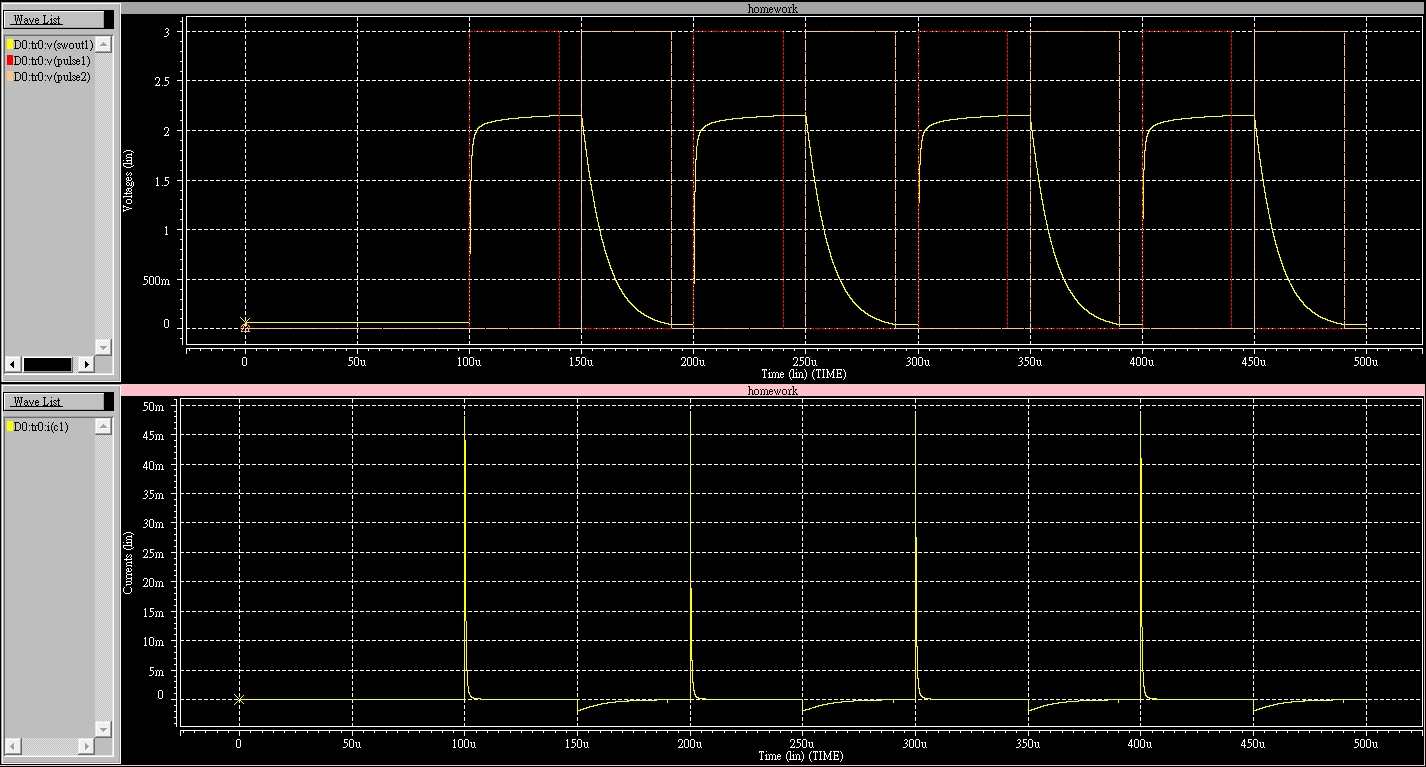 homework
Wave List
D0:tr0:v(swout1)
D0:tr0:v(pulse1)
D0:tr0:v(pulse2)
Voltages (lin)
3
2.5
2
1.5
1
500m
0
0 50u 100u 150u 200u 250u 300u 350u 400u 450u 500u
Time (lin) (TIME)
homework
Wave List
D0:tr0:i(c1)
Currents (lin)
50m
45m
40m
35m
30m
25m
20m
15m
10m
5m
0
0 50u 100u 150u 200u 250u 300u 350u 400u 450u 500u
Time (lin) (TIME)